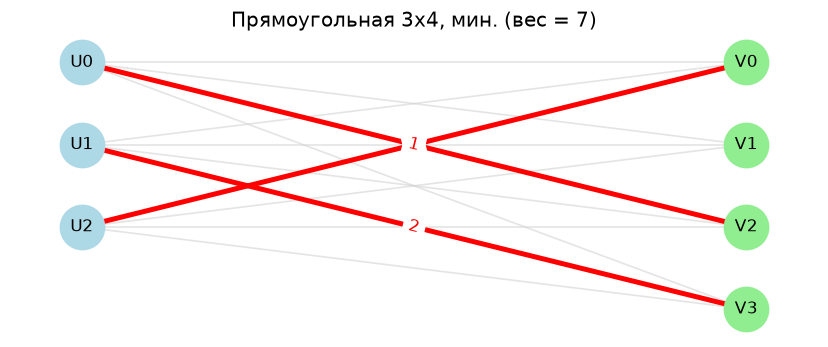 Прямоугольная 3x4, мин. (вес = 7)
U0
V0
U1
1
V1
U2
2
V2
V3